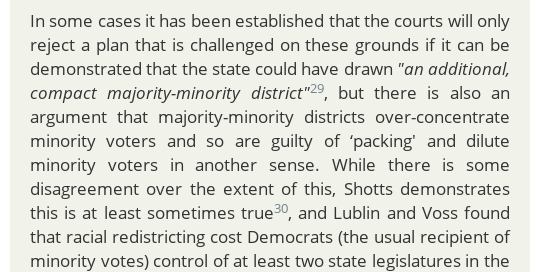 In some cases it has been established that the courts will only
reject a plan that is challenged on these grounds if it can be
demonstrated that the state could have drawn "an additional,
compact majority-minority district"29, but there is also an
argument that majority-minority districts over-concentrate
minority voters and so are guilty of ‘packing' and dilute
minority voters in another sense. While there is some
disagreement over the extent of this, Shotts demonstrates
this is at least sometimes true30, and Lublin and Voss found
that racial redistricting cost Democrats (the usual recipient of
minority votes) control of at least two state legislatures in the